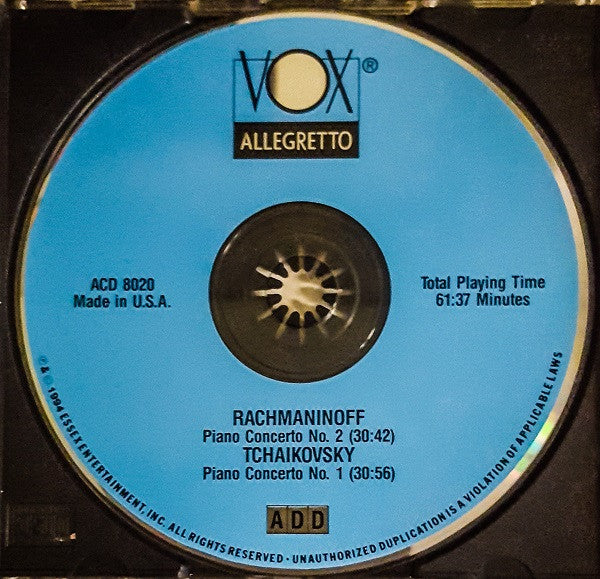 VOX®
ALLEGRETTO
ACD 8020
Made in U.S.A.
Total Playing Time
61:37 Minutes
RACHMANINOFF
Piano Concerto No. 2 (30:42)
TCHAIKOVSKY
Piano Concerto No. 1 (30:56)
ADD
℗ & © 1994 ESSEX ENTERTAINMENT, INC. ALL RIGHTS RESERVED - UNAUTHORIZED DUPLICATION IS A VIOLATION OF APPLICABLE LAWS